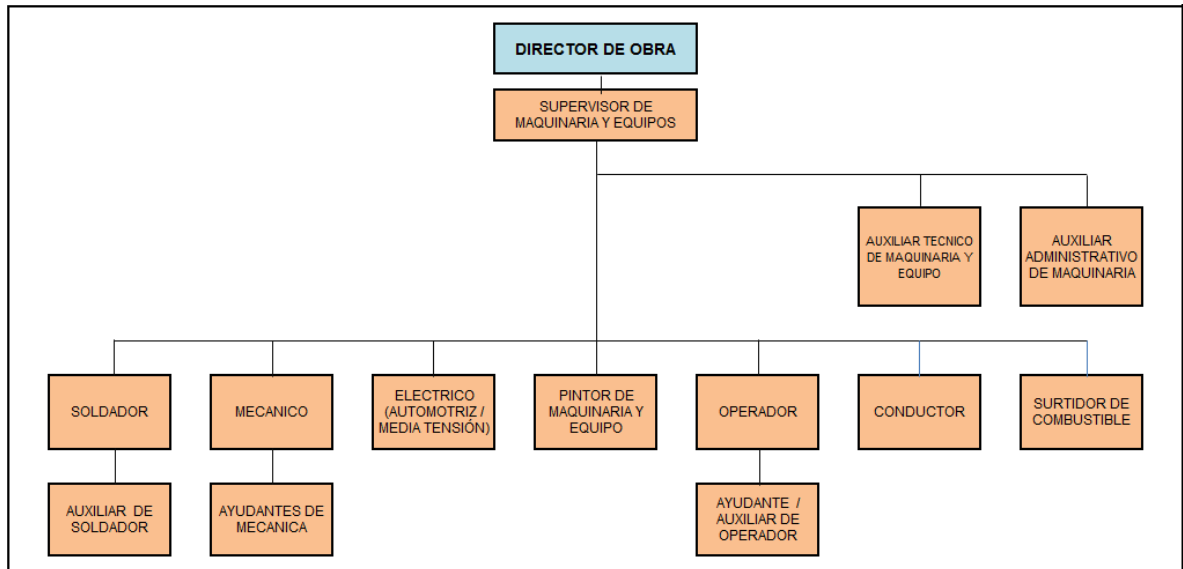 DIRECTOR DE OBRA
SUPERVISOR DE
MAQUINARIA Y EQUIPOS
AUXILIAR TECNICO
DE MAQUINARIA Y
EQUIPO
AUXILIAR
ADMINISTRATIVO
DE MAQUINARIA
SOLDADOR
MECANICO
ELECTRICO
(AUTOMOTRIZ /
MEDIA TENSIÓN)
PINTOR DE
MAQUINARIA Y
EQUIPO
OPERADOR
CONDUCTOR
SURTIDOR DE
COMBUSTIBLE
AUXILIAR DE
SOLDADOR
AYUDANTES DE
MECANICA
AYUDANTE /
AUXILIAR DE
OPERADOR